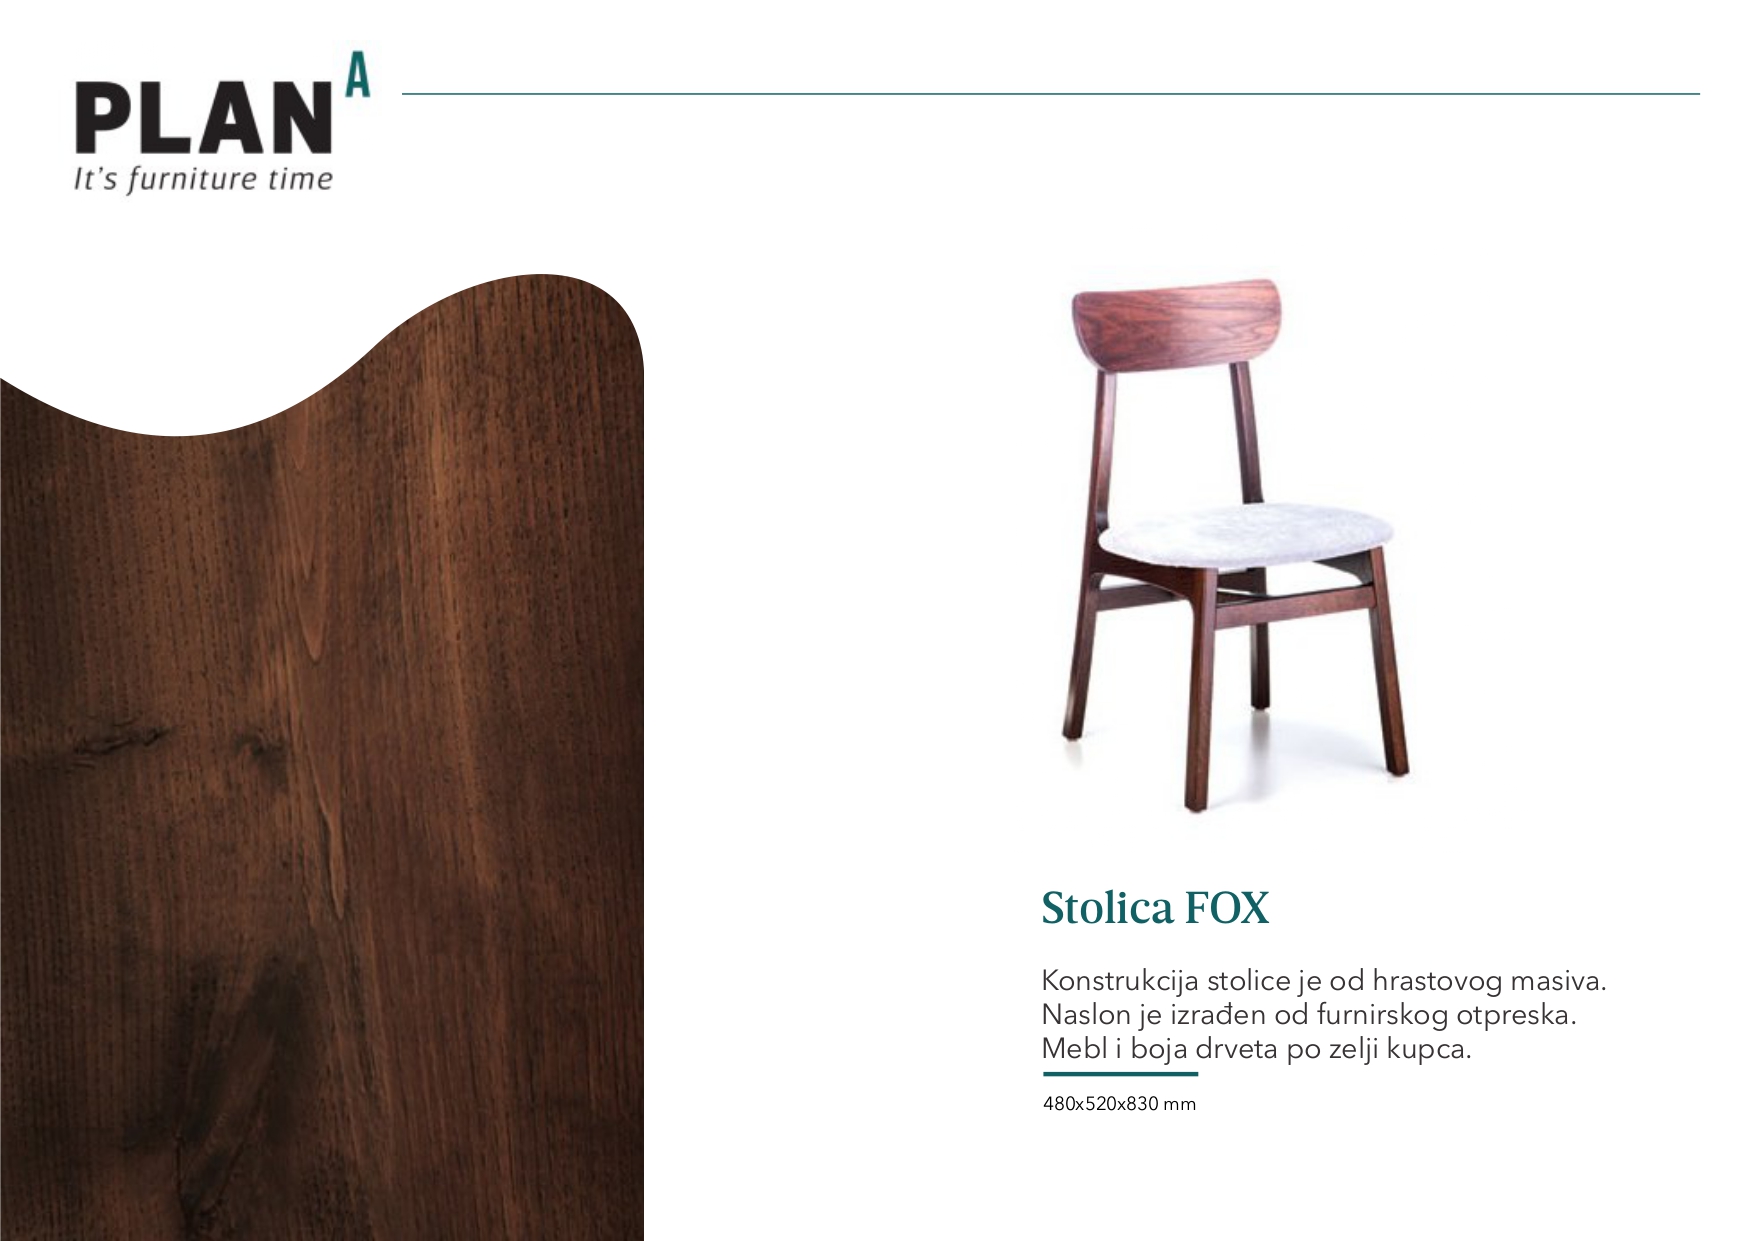 PLAN A
It's furniture time
Stolica FOX
Konstrukcija stolice je od hrastovog masiva.
Naslon je izrađen od furnirskog otpreska.
Mebl i boja drveta po zelji kupca.
480x520x830 mm